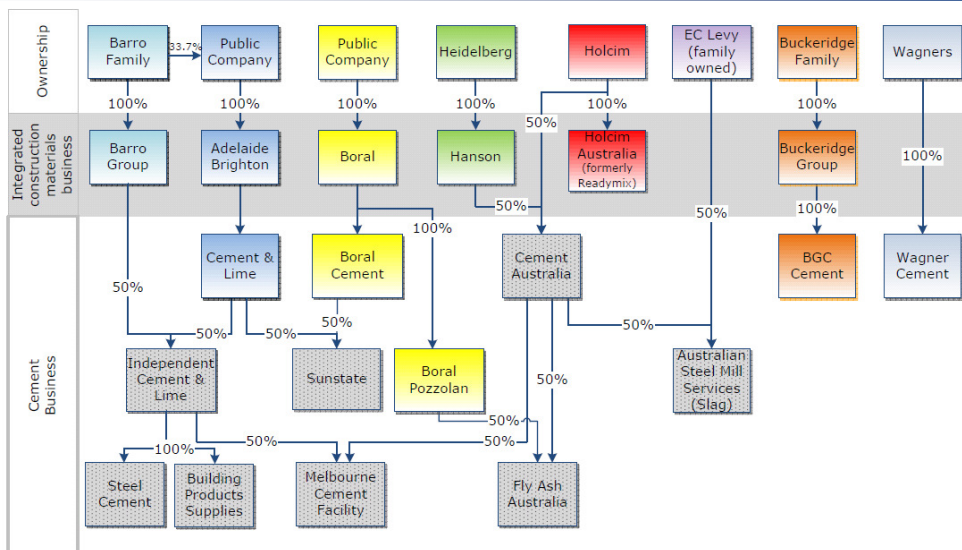 Ownership
Barro
Family
33.7%
Public
Company
Public
Company
Heidelberg
Holcim
EC Levy
(family
owned)
Buckeridge
Family
Wagners
100%
100%
100%
100%
50%
100%
100%
Integrated
construction
materials
business
Barro
Group
Adelaide
Brighton
Boral
Hanson
Holcim
Australia
(formerly
Readymix)
Buckeridge
Group
100%
50%
100%
50%
100%
Cement
Business
Cement
& Lime
Boral
Cement
Cement
Australia
BGC
Cement
Wagner
Cement
50%
50%
50%
50%
50%
Independent
Cement &
Lime
Sunstate
Boral
Pozzolan
50%
Australian
Steel Mill
Services
(Slag)
100%
50%
50%
50%
Steel
Cement
Building
Products
Supplies
Melbourne
Cement
Facility
Fly Ash
Australia